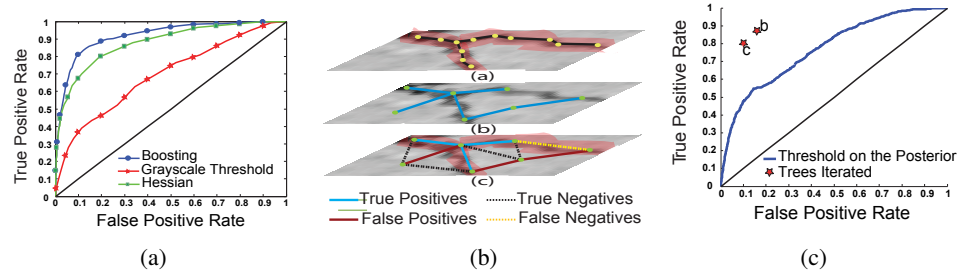 True Positive Rate
1
0.9
0.8
0.7
0.6
0.5
0.4
0.3
0.2
0.1
0
0 0.1 0.2 0.3 0.4 0.5 0.6 0.7 0.8 0.9 1
Boosting
Grayscale Threshold
Hessian
False Positive Rate
(a)
(a)
(b)
(c)
True Positives
True Negatives
False Positives
False Negatives
(b)
True Positive Rate
1
0.9
0.8
0.7
0.6
0.5
0.4
0.3
0.2
0.1
0
b
c
Threshold on the Posterior
Trees Iterated
0 0.1 0.2 0.3 0.4 0.5 0.6 0.7 0.8 0.9 1
False Positive Rate
(c)